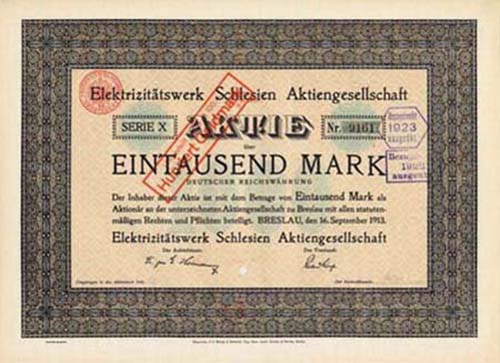 Elektrizitätswerk Schlesien Aktiengesellschaft
SERIE X
AKTIE
Nr. 9161
über
EINTAUSEND MARK
DEUTSCHER REICHSWÄHRUNG
Der Inhaber dieser Aktie ist mit dem Betrage von Eintausend Mark als
Aktionär an der unterzeichneten Aktiengesellschaft zu Breslau mit allen statuten-
mäßigen Rechten und Pflichten beteiligt. BRESLAU, den 16. September 1913.
Elektrizitätswerk Schlesien Aktiengesellschaft
Der Aufsichtsrat:
Der Vorstand:
1923